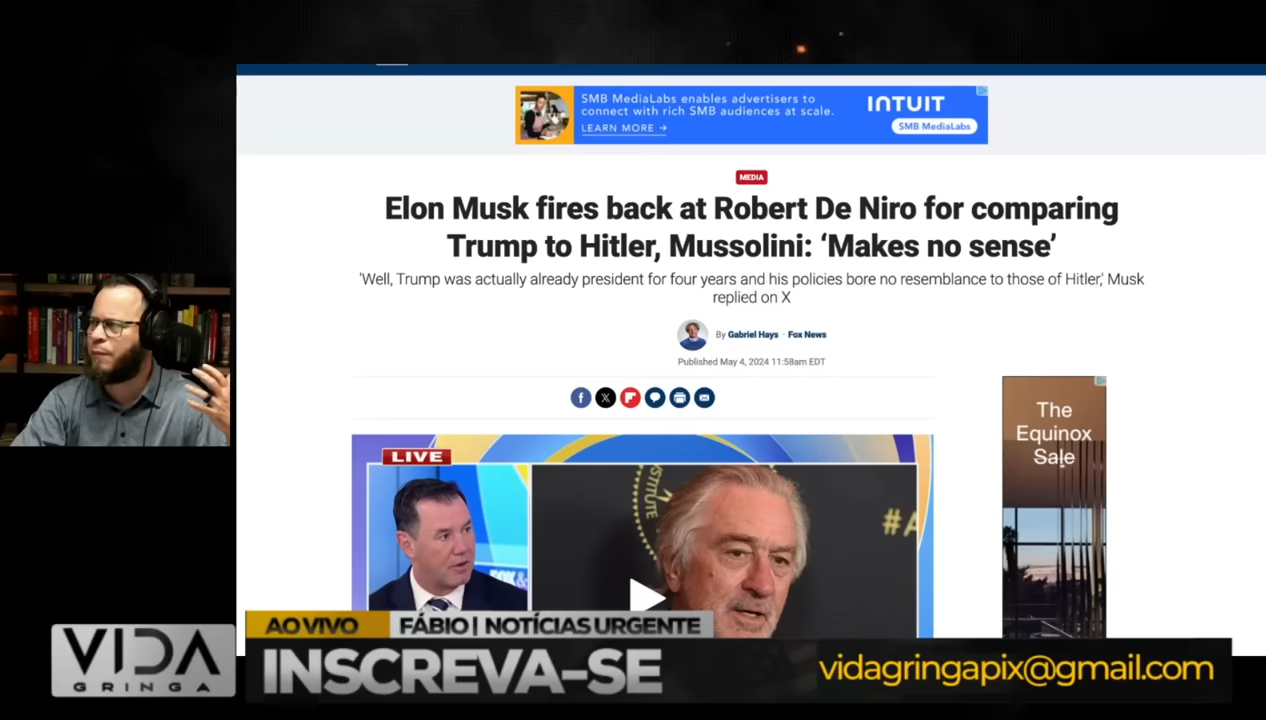 SMB MediaLabs enables advertisers to
connect with rich SMB audiences at scale.
LEARN MORE →
INTUIT
SMB MediaLabs
MEDIA
Elon Musk fires back at Robert De Niro for comparing
Trump to Hitler, Mussolini: ‘Makes no sense’
'Well, Trump was actually already president for four years and his policies bore no resemblance to those of Hitler,' Musk
replied on X
By Gabriel Hays · Fox News
Published May 4, 2024 11:58am EDT
The
Equinox
Sale
LIVE
#A
AO VIVO
FÁBIO | NOTÍCIAS URGENTE
VIDA
GRINGA
INSCREVA-SE
vidagringapix@gmail.com